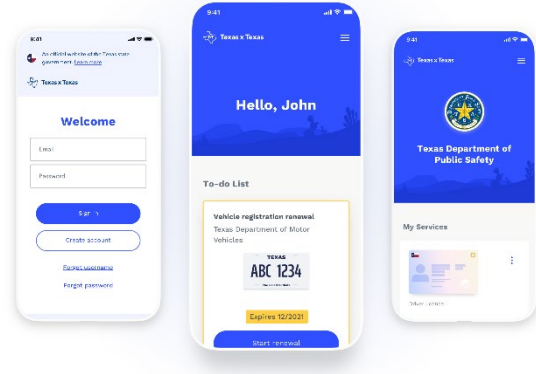 9:41
An official website of the Texas state
government. Learn more
Texas x Texas
Welcome
Email
Password
Sign in
Create account
Forgot username
Forgot password
9:41
Texas x Texas
Hello, John
To-do List
Vehicle registration renewal
Texas Department of Motor
Vehicles
TEXAS
ABC 1234
Expires 12/2021
Start renewal
9:41
Texas x Texas
Texas Department of
Public Safety
My Services
Driver License